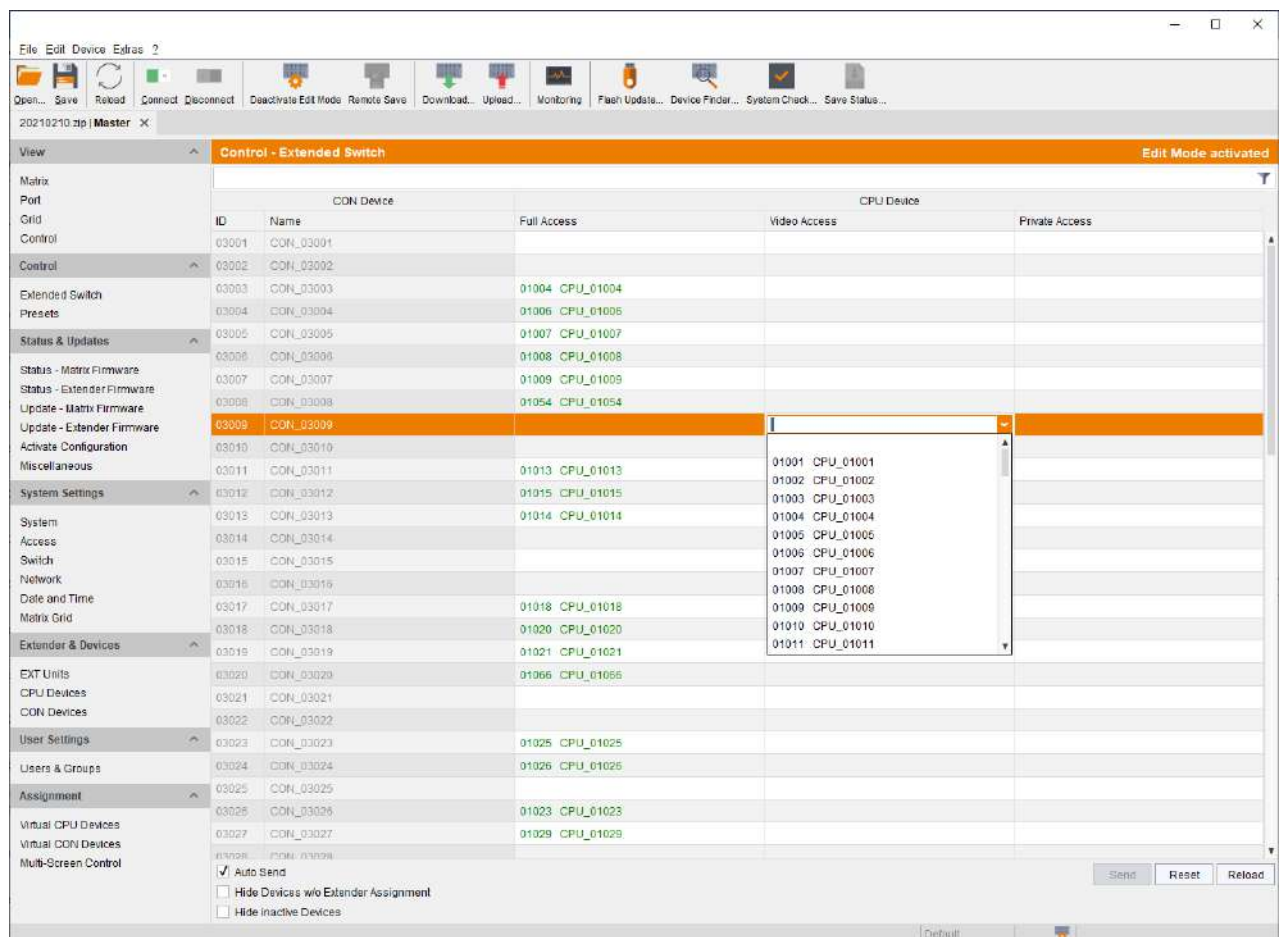 File Edit Device Extras ?
Open... Save Reload Connect Disconnect Deactivate Edit Mode Remote Save Download... Upload... Monitoring Flash Update... Device Finder... System Check... Save Status...
20210210.zip | Master
View
Matrix
Port
Grid
Control
Control
Extended Switch
Presets
Status & Updates
Status - Matrix Firmware
Status - Extender Firmware
Update - Matrix Firmware
Update - Extender Firmware
Activate Configuration
Miscellaneous
System Settings
System
Access
Switch
Network
Date and Time
Matrix Grid
Extender & Devices
EXT Units
CPU Devices
CON Devices
User Settings
Users & Groups
Assignment
Virtual CPU Devices
Virtual CON Devices
Multi-Screen Control
Control - Extended Switch Edit Mode activated
CON Device CPU Device
ID Name Full Access Video Access Private Access
03001 CON_03001
03002 CON_03002
03003 CON_03003 01004 CPU_01004
03004 CON_03004 01006 CPU_01006
03005 CON_03005 01007 CPU_01007
03006 CON_03006 01008 CPU_01008
03007 CON_03007 01009 CPU_01009
03008 CON_03008 01054 CPU_01054
03009 CON_03009
03010 CON_03010
03011 CON_03011 01013 CPU_01013
03012 CON_03012 01015 CPU_01015
03013 CON_03013 01014 CPU_01014
03014 CON_03014
03015 CON_03015
03016 CON_03016
03017 CON_03017 01018 CPU_01018
03018 CON_03018 01020 CPU_01020
03019 CON_03019 01021 CPU_01021
03020 CON_03020 01066 CPU_01066
03021 CON_03021
03022 CON_03022
03023 CON_03023 01025 CPU_01025
03024 CON_03024 01026 CPU_01026
03025 CON_03025
03026 CON_03026 01023 CPU_01023
03027 CON_03027 01029 CPU_01029
03028 CON_03028
01001 CPU_01001
01002 CPU_01002
01003 CPU_01003
01004 CPU_01004
01005 CPU_01005
01006 CPU_01006
01007 CPU_01007
01008 CPU_01008
01009 CPU_01009
01010 CPU_01010
01011 CPU_01011
Auto Send
Hide Devices w/o Extender Assignment
Hide inactive Devices
Send Reset Reload
Default